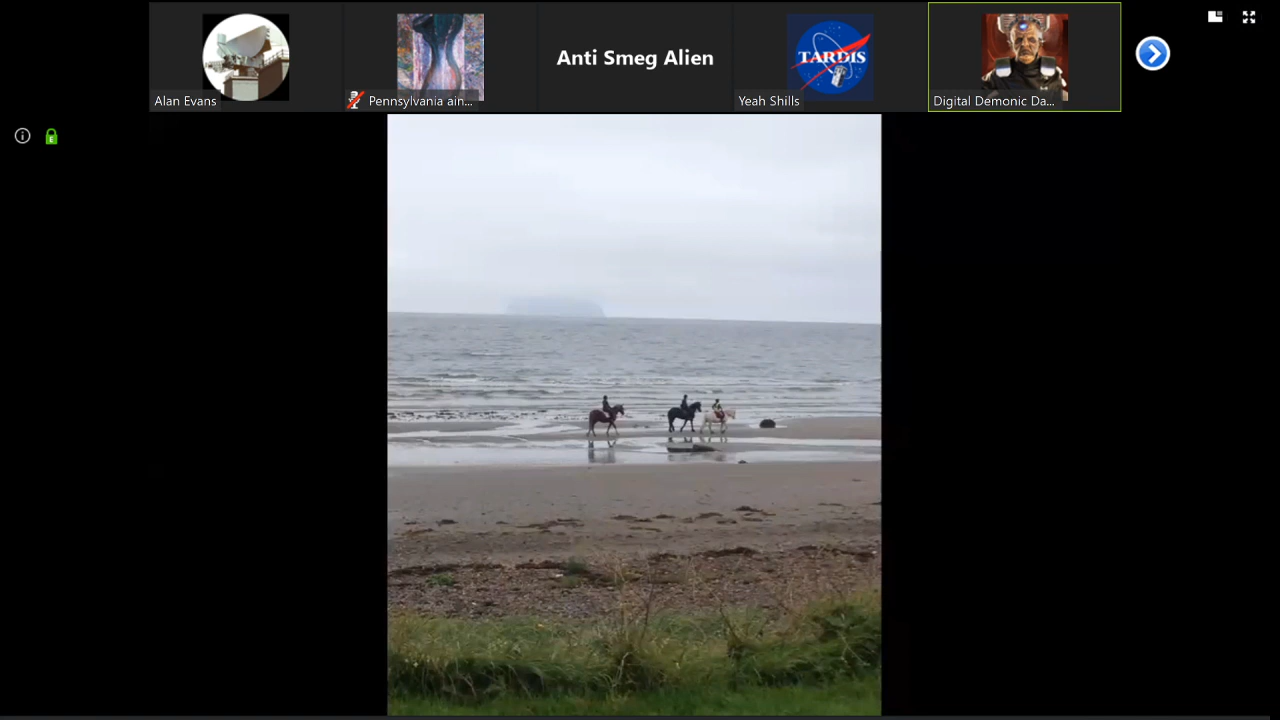 Anti Smeg Alien
TARDIS
Alan Evans
Pennsylvania ain...
Yeah Shills
Digital Demonic Da...
E